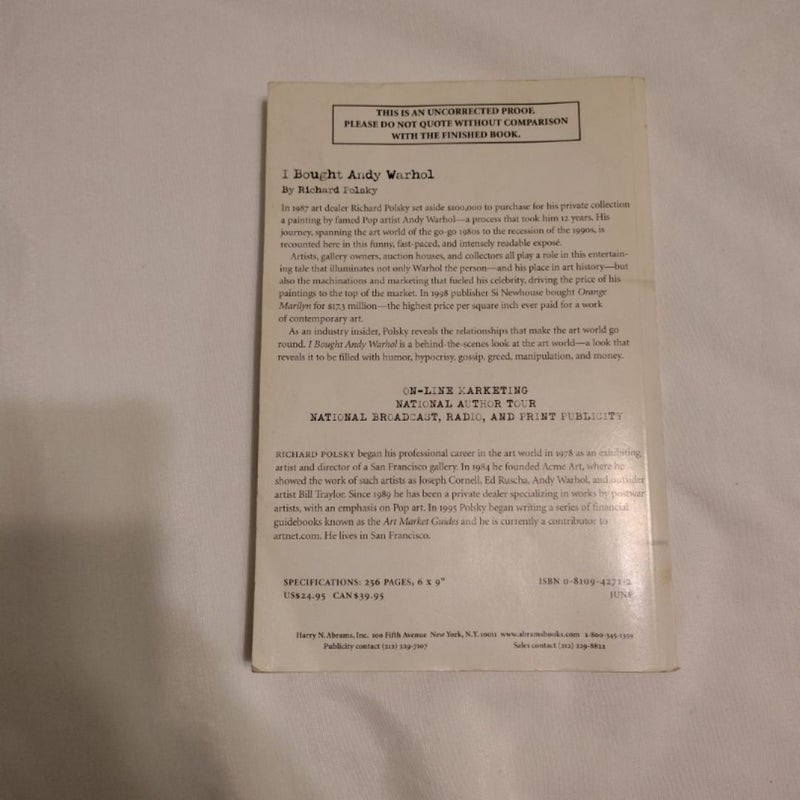 THIS IS AN UNCORRECTED PROOF.
PLEASE DO NOT QUOTE WITHOUT COMPARISON
WITH THE FINISHED BOOK.
I Bought Andy Warhol
By Richard Polsky
In 1987 art dealer Richard Polsky set aside $100,000 to purchase for his private collection
a painting by famed Pop artist Andy Warhol—a process that took him 12 years. His
journey, spanning the art world of the go-go 1980s to the recession of the 1990s, is
recounted here in this funny, fast-paced, and intensely readable exposé.
Artists, gallery owners, auction houses, and collectors all play a role in this entertain-
ing tale that illuminates not only Warhol the person—and his place in art history—but
also the machinations and marketing that fueled his celebrity, driving the price of his
paintings to the top of the market. In 1998 publisher Si Newhouse bought Orange
Marilyn for $17.3 million—the highest price per square inch ever paid for a work
of contemporary art.
As an industry insider, Polsky reveals the relationships that make the art world go
round. I Bought Andy Warhol is a behind-the-scenes look at the art world—a look that
reveals it to be filled with humor, hypocrisy, gossip, greed, manipulation, and money.
ON-LINE MARKETING
NATIONAL AUTHOR TOUR
NATIONAL BROADCAST, RADIO, AND PRINT PUBLICITY
RICHARD POLSKY began his professional career in the art world in 1978 as an exhibiting
artist and director of a San Francisco gallery. In 1984 he founded Acme Art, where he
showed the work of such artists as Joseph Cornell, Ed Ruscha, Andy Warhol, and outsider
artist Bill Traylor. Since 1989 he has been a private dealer specializing in works by postwar
artists, with an emphasis on Pop art. In 1995 Polsky began writing a series of financial
guidebooks known as the Art Market Guides and he is currently a contributor to
artnet.com. He lives in San Francisco.
SPECIFICATIONS: 256 PAGES, 6 X 9"
ISBN 0-8109-4271-2
US$24.95 CAN$39.95
JUNE
Harry N. Abrams, Inc. 100 Fifth Avenue New York, N.Y. 10011 www.abramsbooks.com 1-800-345-1359
Publicity contact (212) 229-7107
Sales contact (212) 229-8822